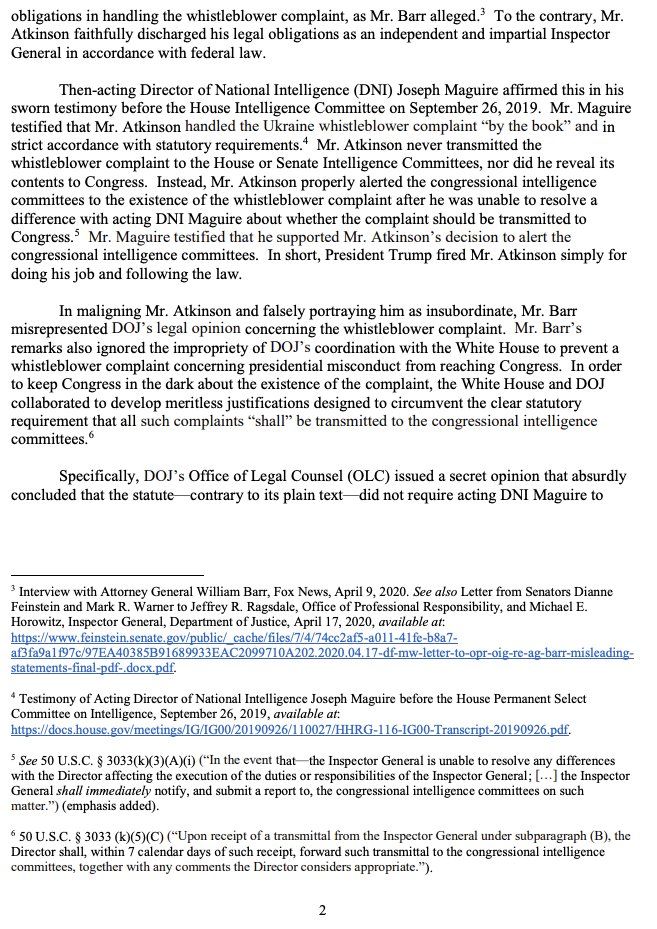 obligations in handling the whistleblower complaint, as Mr. Barr alleged.3 To the contrary, Mr.
Atkinson faithfully discharged his legal obligations as an independent and impartial Inspector
General in accordance with federal law.
Then-acting Director of National Intelligence (DNI) Joseph Maguire affirmed this in his
sworn testimony before the House Intelligence Committee on September 26, 2019. Mr. Maguire
testified that Mr. Atkinson handled the Ukraine whistleblower complaint “by the book” and in
strict accordance with statutory requirements.4 Mr. Atkinson never transmitted the
whistleblower complaint to the House or Senate Intelligence Committees, nor did he reveal its
contents to Congress. Instead, Mr. Atkinson properly alerted the congressional intelligence
committees to the existence of the whistleblower complaint after he was unable to resolve a
difference with acting DNI Maguire about whether the complaint should be transmitted to
Congress.5 Mr. Maguire testified that he supported Mr. Atkinson’s decision to alert the
congressional intelligence committees. In short, President Trump fired Mr. Atkinson simply for
doing his job and following the law.
In maligning Mr. Atkinson and falsely portraying him as insubordinate, Mr. Barr
misrepresented DOJ’s legal opinion concerning the whistleblower complaint. Mr. Barr’s
remarks also ignored the impropriety of DOJ’s coordination with the White House to prevent a
whistleblower complaint concerning presidential misconduct from reaching Congress. In order
to keep Congress in the dark about the existence of the complaint, the White House and DOJ
collaborated to develop meritless justifications designed to circumvent the clear statutory
requirement that all such complaints “shall” be transmitted to the congressional intelligence
committees.6
Specifically, DOJ’s Office of Legal Counsel (OLC) issued a secret opinion that absurdly
concluded that the statute—contrary to its plain text—did not require acting DNI Maguire to
3 Interview with Attorney General William Barr, Fox News, April 9, 2020. See also Letter from Senators Dianne
Feinstein and Mark R. Warner to Jeffrey R. Ragsdale, Office of Professional Responsibility, and Michael E.
Horowitz, Inspector General, Department of Justice, April 17, 2020, available at:
https://www.feinstein.senate.gov/public/_cache/files/7/4/74cc2af5-a011-41fe-b8a7-
af3fa9a1f97c/97EA40385B91689933EAC2099710A202.2020.04.17-df-mw-letter-to-opr-oig-re-ag-barr-misleading-
statements-final-pdf-.docx.pdf.
4 Testimony of Acting Director of National Intelligence Joseph Maguire before the House Permanent Select
Committee on Intelligence, September 26, 2019, available at:
https://docs.house.gov/meetings/IG/IG00/20190926/110027/HHRG-116-IG00-Transcript-20190926.pdf.
5 See 50 U.S.C. § 3033(k)(3)(A)(i) (“In the event that—the Inspector General is unable to resolve any differences
with the Director affecting the execution of the duties or responsibilities of the Inspector General; […] the Inspector
General shall immediately notify, and submit a report to, the congressional intelligence committees on such
matter.”) (emphasis added).
6 50 U.S.C. § 3033 (k)(5)(C) (“Upon receipt of a transmittal from the Inspector General under subparagraph (B), the
Director shall, within 7 calendar days of such receipt, forward such transmittal to the congressional intelligence
committees, together with any comments the Director considers appropriate.”).
2